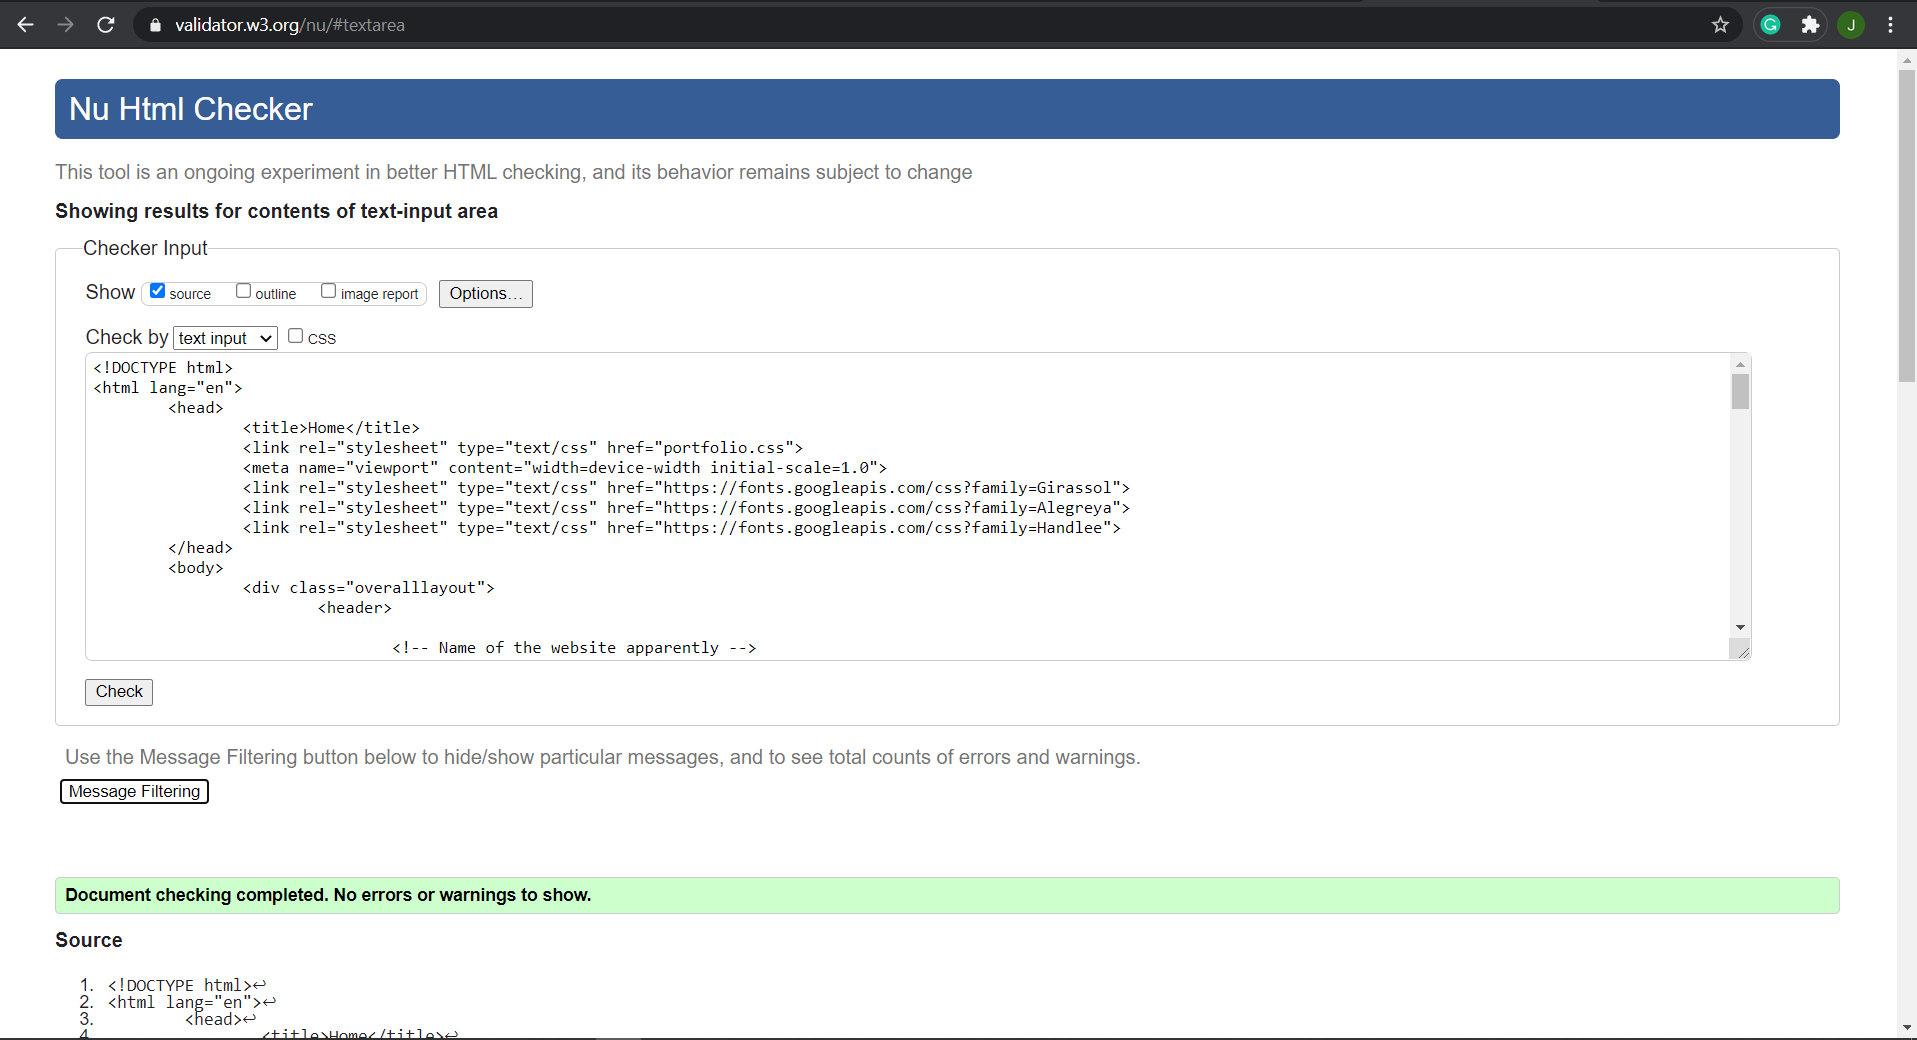 validator.w3.org/nu/#textarea
G
J
Nu Html Checker
This tool is an ongoing experiment in better HTML checking, and its behavior remains subject to change
Showing results for contents of text-input area
Checker Input
Show source outline image report Options...
Check by text input CSS
<!DOCTYPE html>
<html lang="en">
<head>
<title>Home</title>
<link rel="stylesheet" type="text/css" href="portfolio.css">
<meta name="viewport" content="width=device-width initial-scale=1.0">
<link rel="stylesheet" type="text/css" href="https://fonts.googleapis.com/css?family=Girassol">
<link rel="stylesheet" type="text/css" href="https://fonts.googleapis.com/css?family=Alegreya">
<link rel="stylesheet" type="text/css" href="https://fonts.googleapis.com/css?family=Handlee">
</head>
<body>
<div class="overalllayout">
<header>
<!-- Name of the website apparently -->
Check
Use the Message Filtering button below to hide/show particular messages, and to see total counts of errors and warnings.
Message Filtering
Document checking completed. No errors or warnings to show.
Source
1. <!DOCTYPE html>↩
2. <html lang="en">↩
3. <head>↩
4. <title>Home</title>↩